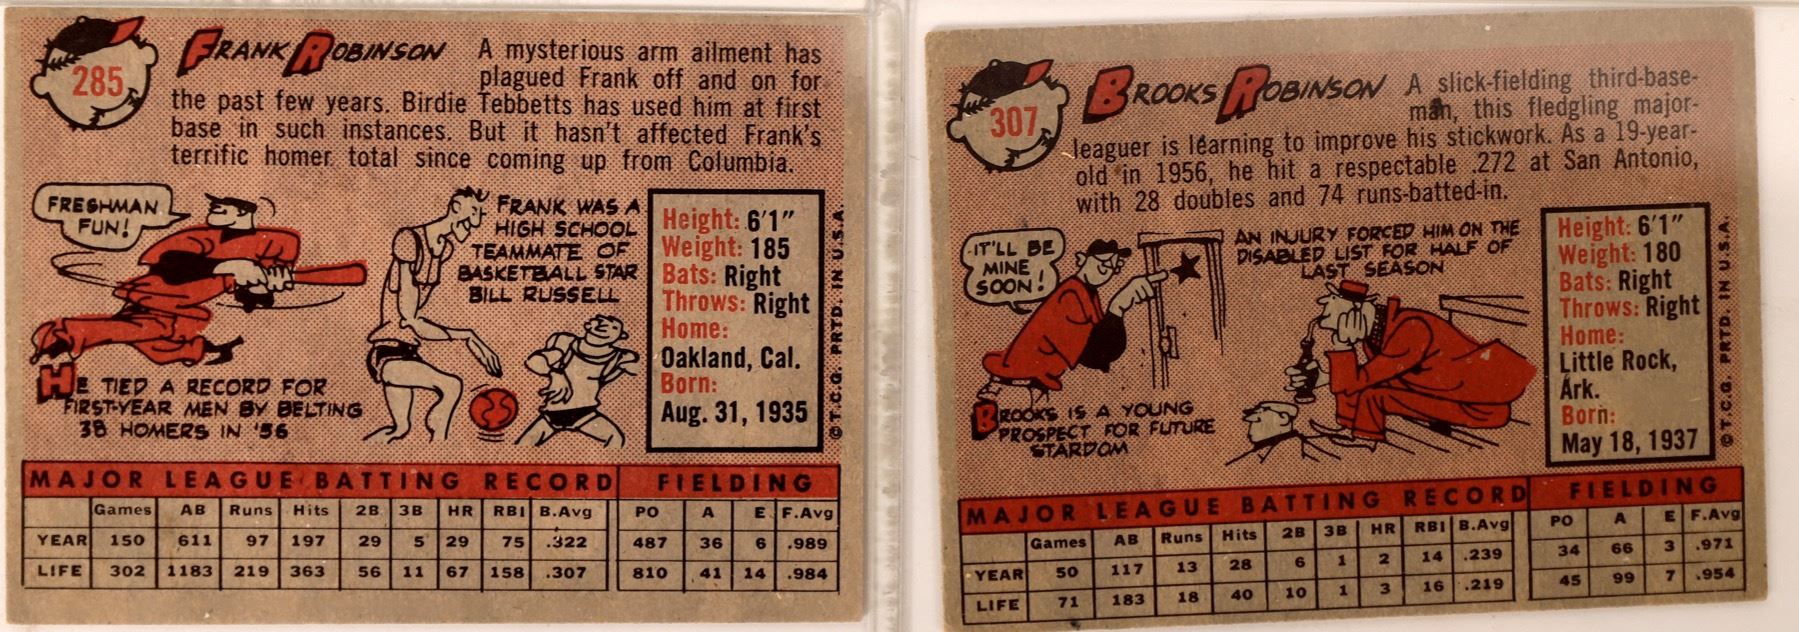 285
FRANK ROBINSON A mysterious arm ailment has
plagued Frank off and on for
the past few years. Birdie Tebbetts has used him at first
base in such instances. But it hasn't affected Frank's
terrific homer total since coming up from Columbia.
FRESHMAN
FUN!
HE TIED A RECORD FOR
FIRST-YEAR MEN BY BELTING
38 HOMERS IN '56
FRANK WAS A
HIGH SCHOOL
TEAMMATE OF
BASKETBALL STAR
BILL RUSSELL
Height: 6'1"
Weight: 185
Bats: Right
Throws: Right
Home:
Oakland, Cal.
Born:
Aug. 31, 1935
© T.C.G. PRTD. IN U.S.A.
MAJOR LEAGUE BATTING RECORD FIELDING
Games AB Runs Hits 2B 3B HR RBI B.Avg PO A E F.Avg
YEAR 150 611 97 197 29 5 29 75 .322 487 36 6 .989
LIFE 302 1183 219 363 56 11 67 158 .307 810 41 14 .984
307
BROOKS ROBINSON A slick-fielding third-base-
man, this fledgling major-
leaguer is learning to improve his stickwork. As a 19-year-
old in 1956, he hit a respectable .272 at San Antonio,
with 28 doubles and 74 runs-batted-in.
IT'LL BE
MINE
SOON!
BROOKS IS A YOUNG
PROSPECT FOR FUTURE
STARDOM
AN INJURY FORCED HIM ON THE
DISABLED LIST FOR HALF OF
LAST SEASON
Height: 6'1"
Weight: 180
Bats: Right
Throws: Right
Home:
Little Rock,
Ark.
Born:
May 18, 1937
© T.C.G. PRTD. IN U.S.A.
MAJOR LEAGUE BATTING RECORD FIELDING
Games AB Runs Hits 2B 3B HR RBI B.Avg PO A E F.Avg
YEAR 50 117 13 28 6 1 2 14 .239 34 66 3 .971
LIFE 71 183 18 40 10 1 3 16 .219 45 99 7 .954